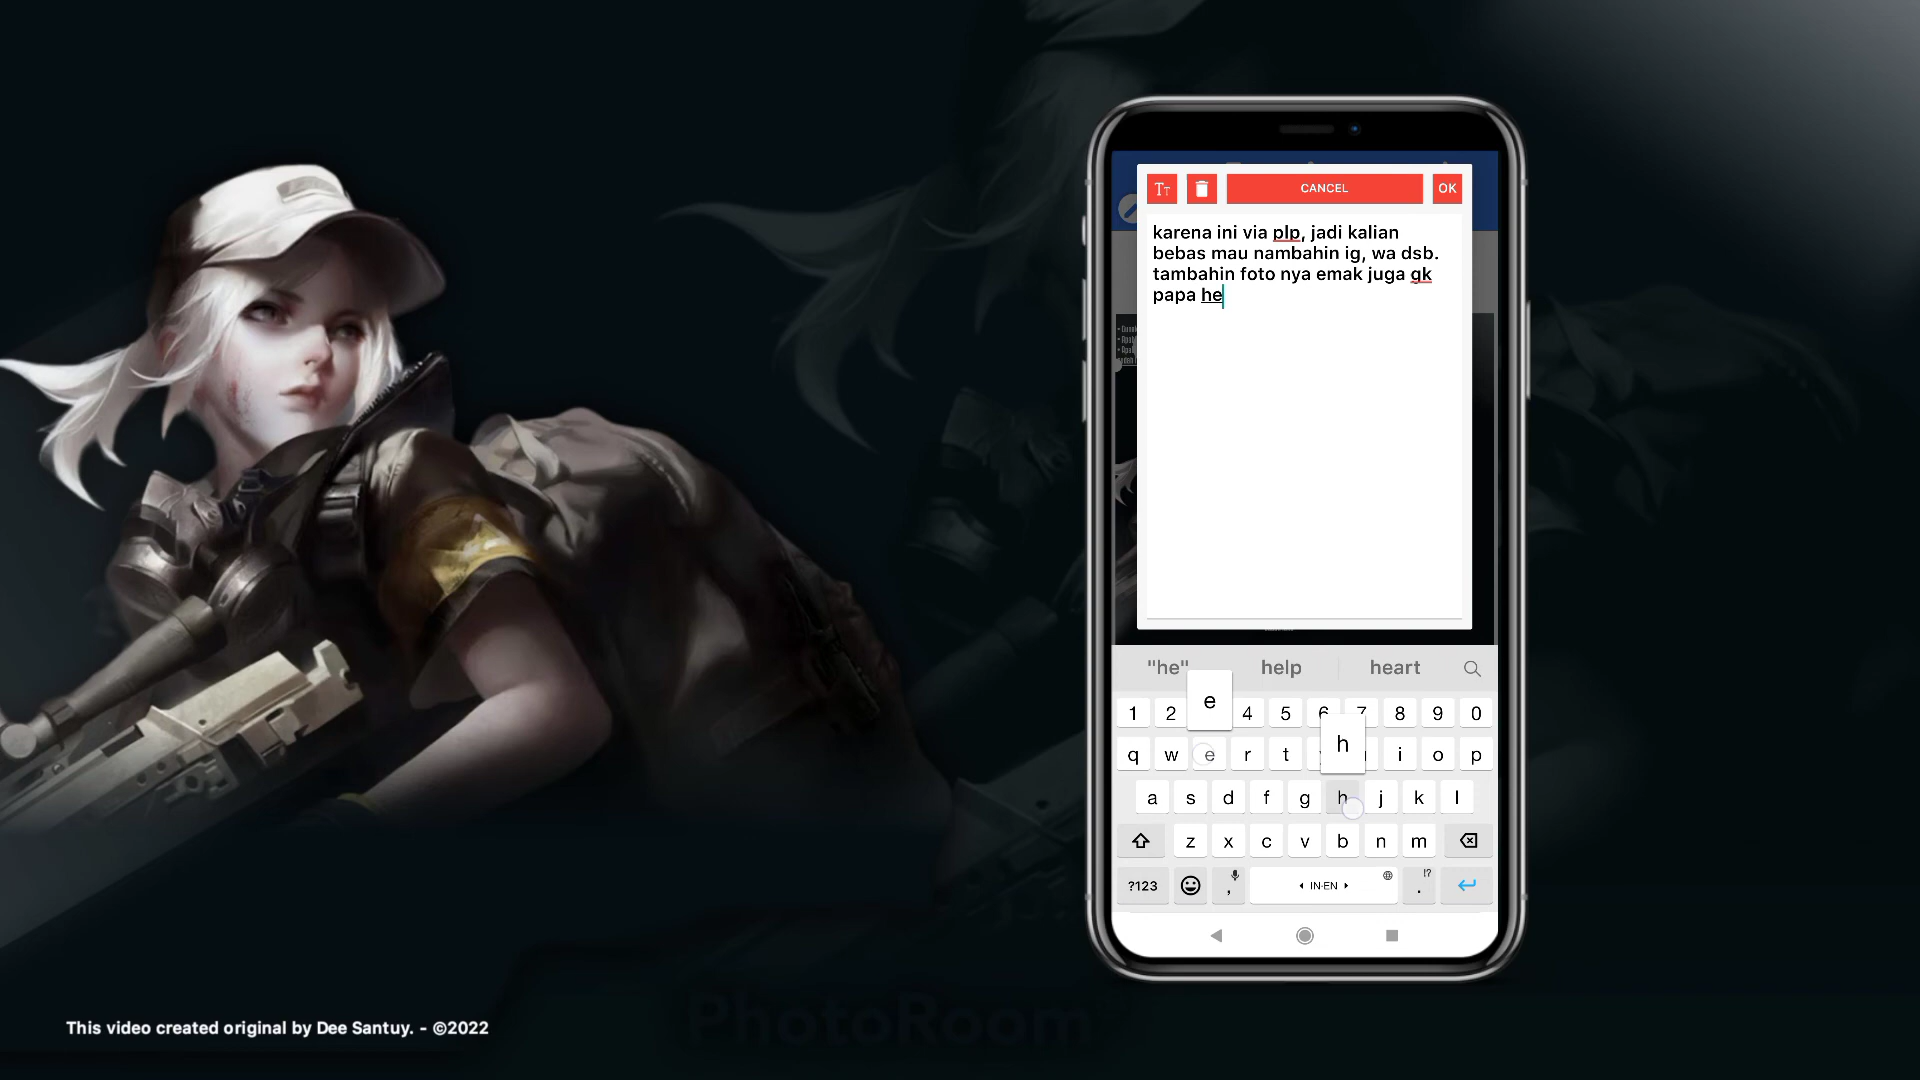 CANCEL
OK
karena ini via plp, jadi kalian
bebas mau nambahin ig, wa dsb.
tambahin foto nya emak juga gk
papa he
"he" help heart
e
1 2 4 5 6 7 8 9 0
h
q w e r t i o p
a s d f g h j k l
z x c v b n m
?123 , IN·EN . !?
PhotoRoom
This video created original by Dee Santuy. - ©2022